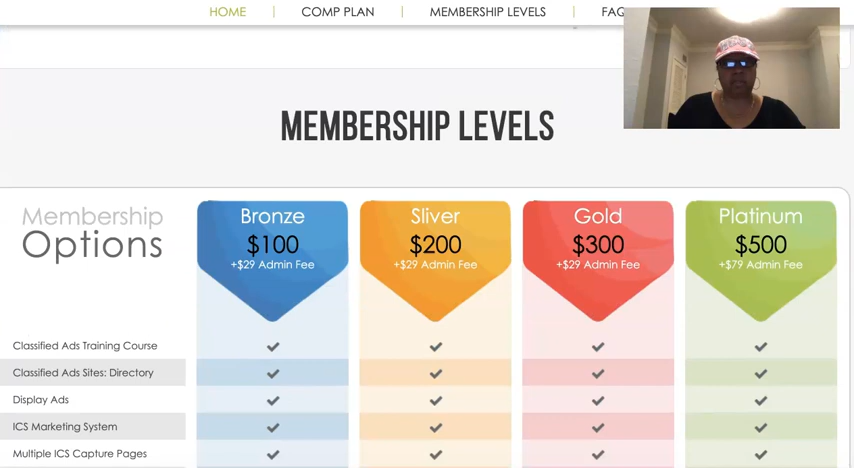 HOME | COMP PLAN | MEMBERSHIP LEVELS | FAQ
MEMBERSHIP LEVELS
Membership
Options
Bronze
$100
+$29 Admin Fee
Sliver
$200
+$29 Admin Fee
Gold
$300
+$29 Admin Fee
Platinum
$500
+$79 Admin Fee
Classified Ads Training Course
Classified Ads Sites: Directory
Display Ads
ICS Marketing System
Multiple ICS Capture Pages